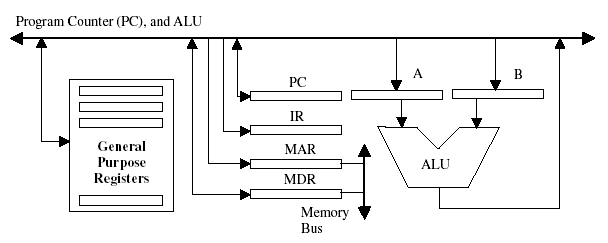 Program Counter (PC), and ALU
PC
A
B
IR
General
Purpose
Registers
MAR
ALU
MDR
Memory
Bus